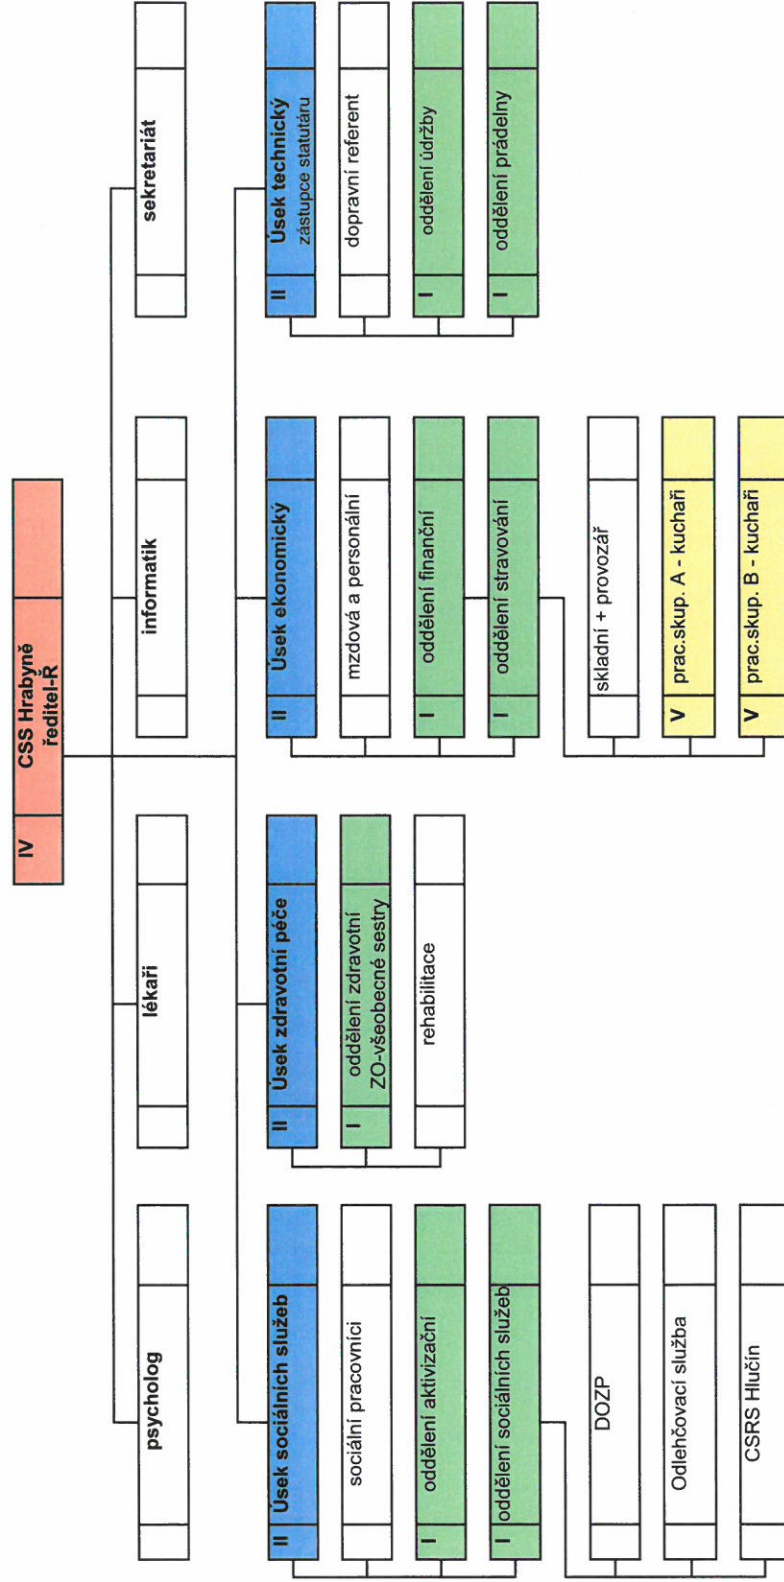 IV CSS Hrabyně
ředitel-Ř
psycholog
lékaři
informatik
sekretariát
II Úsek sociálních služeb
sociální pracovníci
I oddělení aktivizační
I oddělení sociálních služeb
DOZP
Odlehčovací služba
CSRS Hlučín
II Úsek zdravotní péče
I oddělení zdravotní
ZO-všeobecné sestry
rehabilitace
II Úsek ekonomický
mzdová a personální
I oddělení finanční
I oddělení stravování
skladní + provozář
V prac.skup. A - kuchaři
V prac.skup. B - kuchaři
II Úsek technický
zástupce statutáru
dopravní referent
I oddělení údržby
I oddělení prádelny